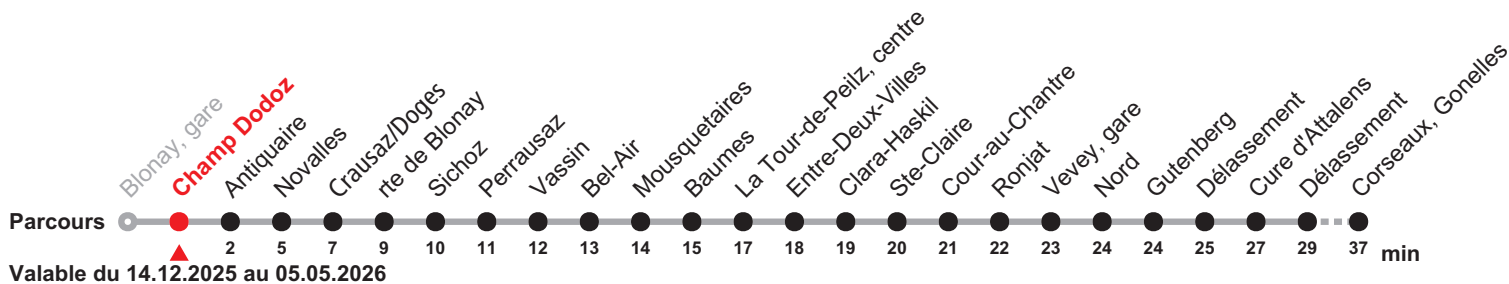 Blonay, gare
Champ Dodoz
Antiquaire
Novalles
Crausaz/Doges
rte de Blonay
Sichoz
Perrausaz
Vassin
Bel-Air
Mousquetaires
Baumes
La Tour-de-Peilz, centre
Entre-Deux-Villes
Clara-Haskil
Ste-Claire
Cour-au-Chantre
Ronjat
Vevey, gare
Nord
Gutenberg
Délassement
Cure d'Attalens
Délassement
Corseaux, Gonelles
Parcours
2 5 7 9 10 11 12 13 14 15 17 18 19 20 21 22 23 24 24 25 27 29 37 min
Valable du 14.12.2025 au 05.05.2026